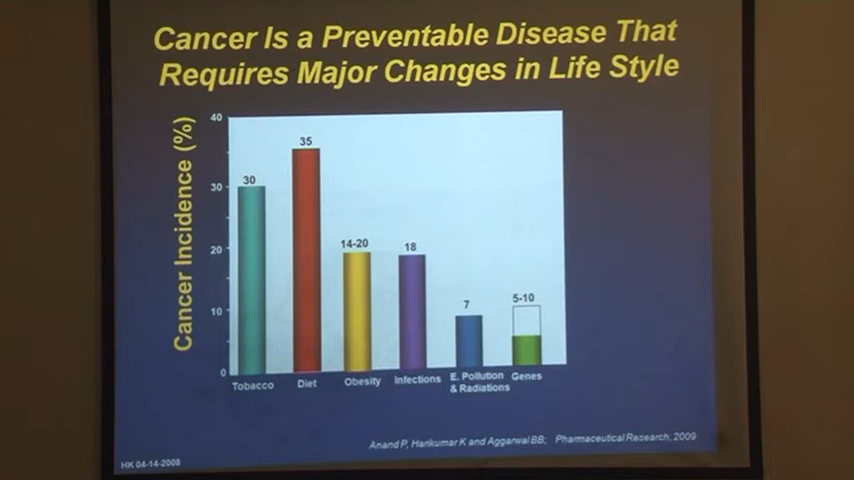 Cancer Is a Preventable Disease That
Requires Major Changes in Life Style
Cancer Incidence (%)
40
30
20
10
0
30
35
14-20
18
7
5-10
Tobacco
Diet
Obesity
Infections
E. Pollution
& Radiations
Genes
Anand P, Harikumar K and Aggarwal BB; Pharmaceutical Research, 2009
HK 04-14-2008